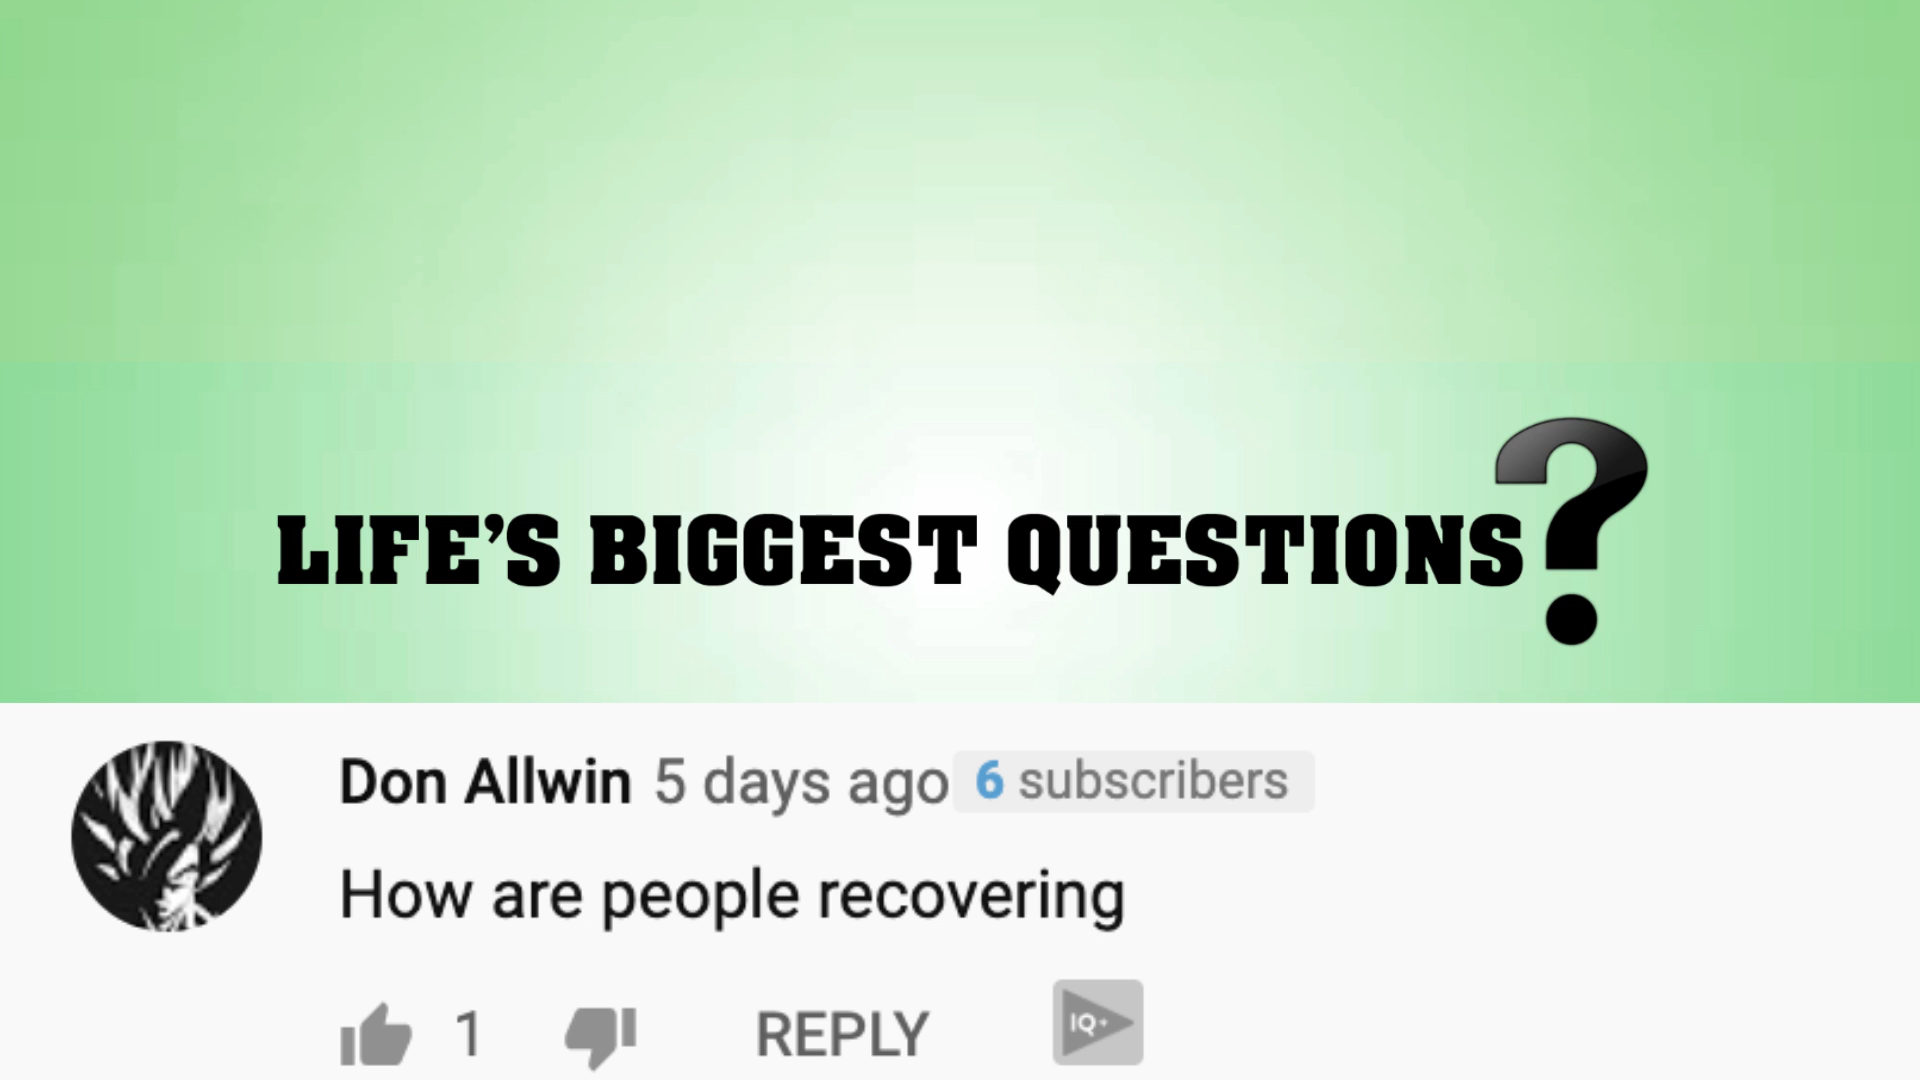 LIFE’S BIGGEST QUESTIONS?
Don Allwin 5 days ago 6 subscribers
How are people recovering
1 REPLY IQ+